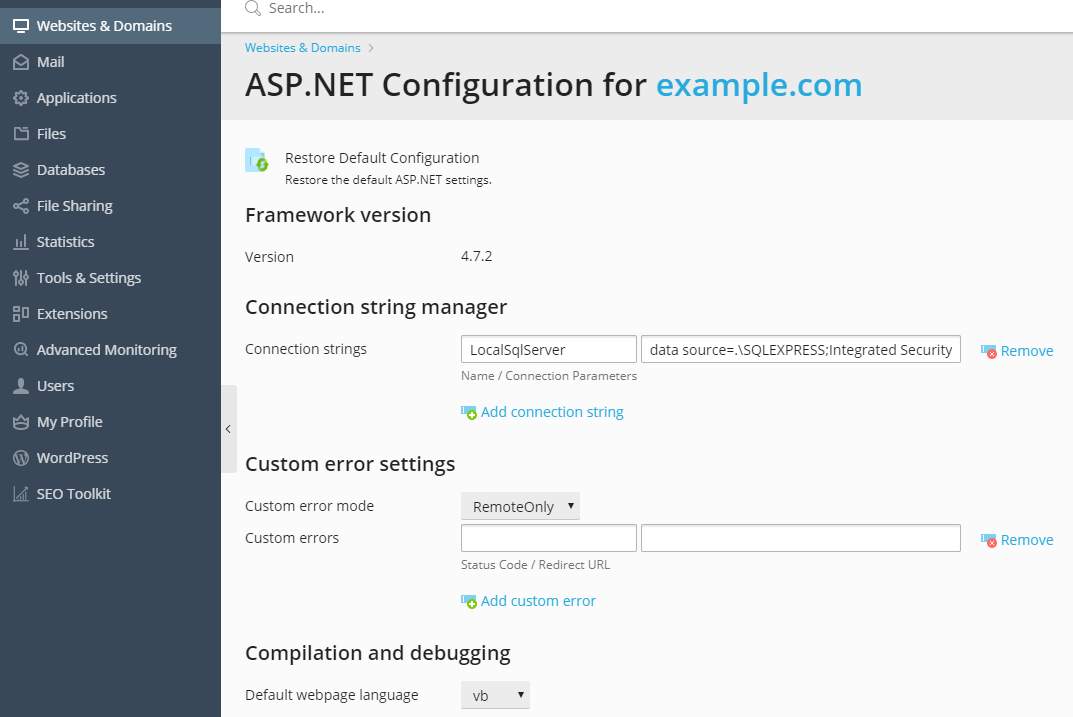 Websites & Domains
Mail
Applications
Files
Databases
File Sharing
Statistics
Tools & Settings
Extensions
Advanced Monitoring
Users
My Profile
WordPress
SEO Toolkit
Search...
Websites & Domains >
ASP.NET Configuration for example.com
Restore Default Configuration
Restore the default ASP.NET settings.
Framework version
Version 4.7.2
Connection string manager
Connection strings LocalSqlServer data source=.\SQLEXPRESS;Integrated Security Remove
Name / Connection Parameters
Add connection string
Custom error settings
Custom error mode RemoteOnly
Custom errors Remove
Status Code / Redirect URL
Add custom error
Compilation and debugging
Default webpage language vb